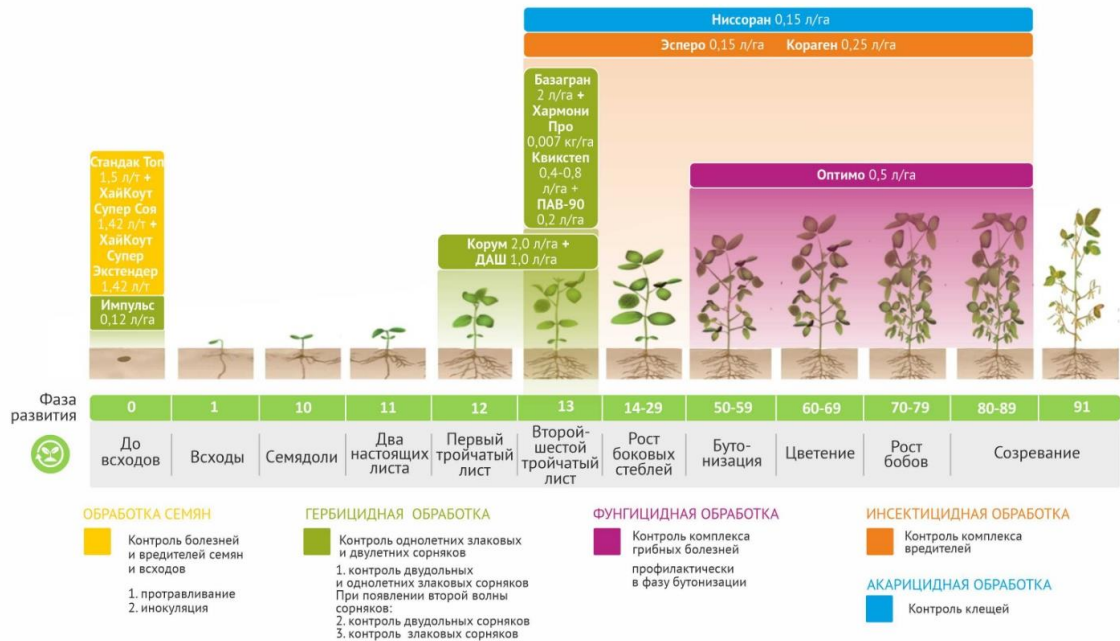 Ниссоран 0,15 л/га
Эсперо 0,15 л/га Кораген 0,25 л/га
Базагран
2 л/га +
Хармони
Про
0,007 кг/га
Квикстеп
0,4-0,8
л/га +
ПАВ-90
0,2 л/га
Стандак Топ
1,5 л/т +
ХайКоут
Супер Соя
1,42 л/т +
ХайКоут
Супер
Экстендер
1,42 л/т
Импульс
0,12 л/га
Корум 2,0 л/га +
ДАШ 1,0 л/га
Оптимо 0,5 л/га
Фаза
развития
0 1 10 11 12 13 14-29 50-59 60-69 70-79 80-89 91
До
всходов
Всходы
Семядоли
Два
настоящих
листа
Первый
тройчатый
лист
Второй-
шестой
тройчатый
лист
Рост
боковых
стеблей
Буто-
низация
Цветение
Рост
бобов
Созревание
ОБРАБОТКА СЕМЯН
Контроль болезней
и вредителей семян
и всходов
1. протравливание
2. инокуляция
ГЕРБИЦИДНАЯ ОБРАБОТКА
Контроль однолетних злаковых
и двулетних сорняков
1. контроль двудольных
и однолетних злаковых сорняков
При появлении второй волны
сорняков:
2. контроль двудольных сорняков
3. контроль злаковых сорняков
ФУНГИЦИДНАЯ ОБРАБОТКА
Контроль комплекса
грибных болезней
профилактически
в фазу бутонизации
ИНСЕКТИЦИДНАЯ ОБРАБОТКА
Контроль комплекса
вредителей
АКАРИЦИДНАЯ ОБРАБОТКА
Контроль клещей